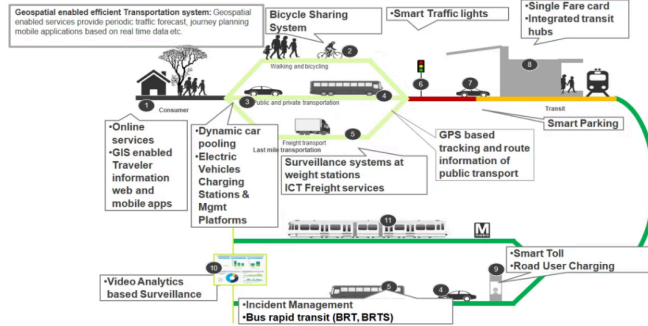 Geospatial enabled efficient Transportation system: Geospatial
enabled services provide periodic traffic forecast, journey planning
mobile applications based on real time data etc.
Bicycle Sharing
System
•Smart Traffic lights
•Single Fare card
•Integrated transit
hubs
2
Walking and bicycling
8
6
7
1
Consumer
3
Public and private transportation
4
Transit
•Online
services
•GIS enabled
Traveler
information
web and
mobile apps
•Dynamic car
pooling
•Electric
Vehicles
Charging
Stations &
Mgmt
Platforms
5
Freight transport
Last mile transportation
Surveillance systems at
weight stations
ICT Freight services
GPS based
tracking and route
information of
public transport
Smart Parking
11
M
•Smart Toll
•Road User Charging
9
10
•Video Analytics
based Surveillance
5
4
•Incident Management
•Bus rapid transit (BRT, BRTS)